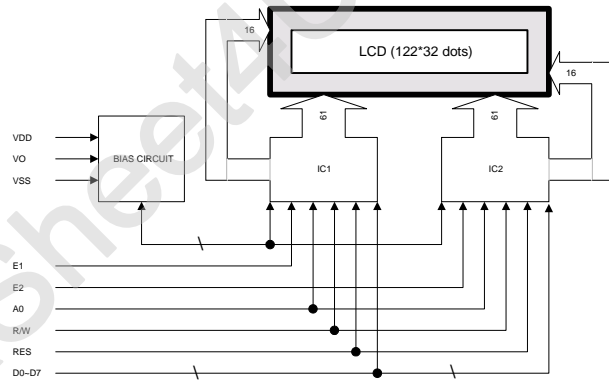 16
LCD (122*32 dots)
16
61
61
VDD
VO
VSS
BIAS CIRCUIT
IC1
IC2
E1
E2
A0
R/W
RES
D0~D7